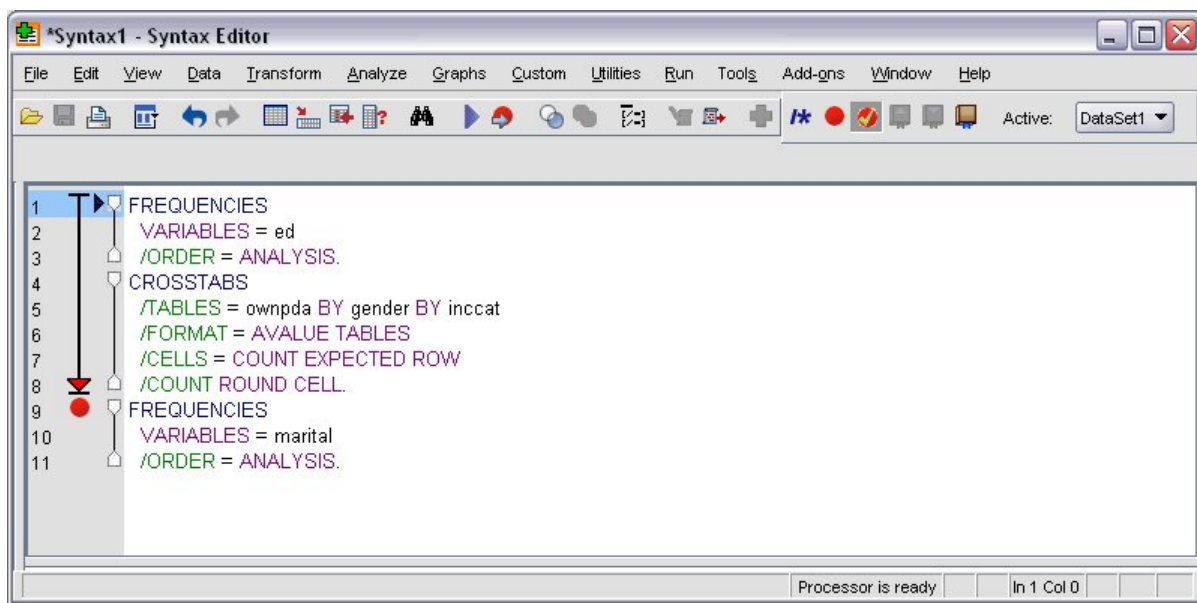 *Syntax1 - Syntax Editor
File Edit View Data Transform Analyze Graphs Custom Utilities Run Tools Add-ons Window Help
Active: DataSet1
1 FREQUENCIES
2 VARIABLES = ed
3 /ORDER = ANALYSIS.
4 CROSSTABS
5 /TABLES = ownpda BY gender BY inccat
6 /FORMAT = AVALUE TABLES
7 /CELLS = COUNT EXPECTED ROW
8 /COUNT ROUND CELL.
9 FREQUENCIES
10 VARIABLES = marital
11 /ORDER = ANALYSIS.
Processor is ready In 1 Col 0